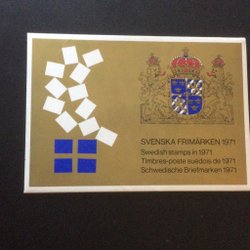 SVENSKA FRIMÄRKEN 1971
Swedish stamps in 1971
Timbres-poste suédois de 1971
Schwedische Briefmarken 1971